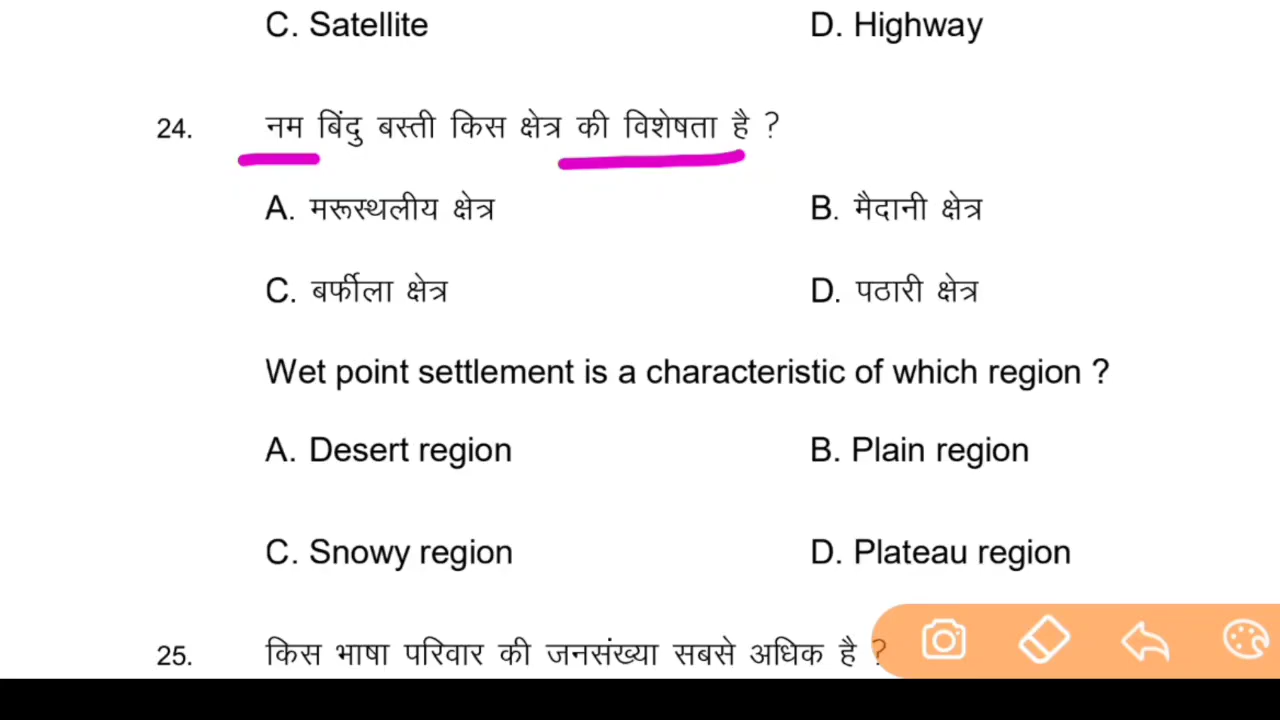 C. Satellite D. Highway
24. नम बिंदु बस्ती किस क्षेत्र की विशेषता है ?
A. मरूस्थलीय क्षेत्र B. मैदानी क्षेत्र
C. बर्फीला क्षेत्र D. पठारी क्षेत्र
Wet point settlement is a characteristic of which region ?
A. Desert region B. Plain region
C. Snowy region D. Plateau region
25. किस भाषा परिवार की जनसंख्या सबसे अधिक है ?